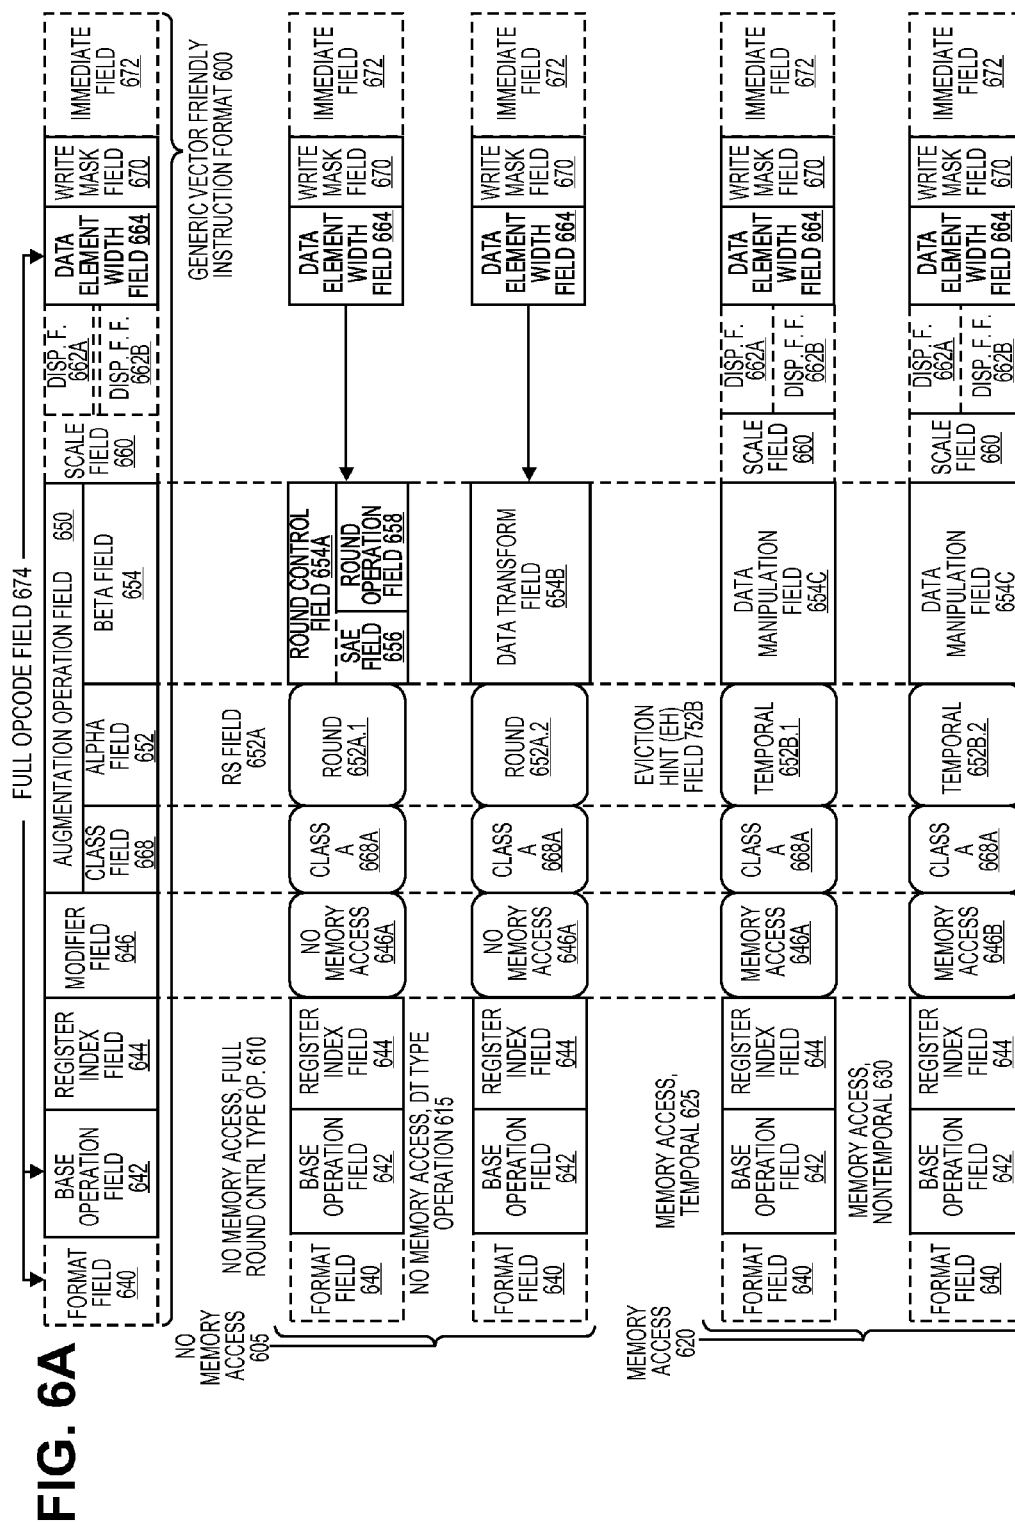 FIG. 6A
FULL OPCODE FIELD 674
FORMAT
FIELD
640
BASE
OPERATION
FIELD
642
REGISTER
INDEX
FIELD
644
MODIFIER
FIELD
646
AUGMENTATION OPERATION FIELD 650
CLASS
FIELD
668
ALPHA
FIELD
652
BETA FIELD
654
SCALE
FIELD
660
DISP. F.
662A
DISP. F. F.
662B
DATA
ELEMENT
WIDTH
FIELD 664
WRITE
MASK
FIELD
670
IMMEDIATE
FIELD
672
GENERIC VECTOR FRIENDLY
INSTRUCTION FORMAT 600
NO
MEMORY
ACCESS
605
NO MEMORY ACCESS, FULL
ROUND CNTRL TYPE OP. 610
RS FIELD
652A
FORMAT
FIELD
640
BASE
OPERATION
FIELD
642
REGISTER
INDEX
FIELD
644
NO
MEMORY
ACCESS
646A
CLASS
A
668A
ROUND
652A.1
ROUND CONTROL
FIELD 654A
SAE
FIELD
656
ROUND
OPERATION
FIELD 658
DATA
ELEMENT
WIDTH
FIELD 664
WRITE
MASK
FIELD
670
IMMEDIATE
FIELD
672
NO MEMORY ACCESS, DT TYPE
OPERATION 615
FORMAT
FIELD
640
BASE
OPERATION
FIELD
642
REGISTER
INDEX
FIELD
644
NO
MEMORY
ACCESS
646A
CLASS
A
668A
ROUND
652A.2
DATA TRANSFORM
FIELD
654B
DATA
ELEMENT
WIDTH
FIELD 664
WRITE
MASK
FIELD
670
IMMEDIATE
FIELD
672
MEMORY
ACCESS
620
MEMORY ACCESS,
TEMPORAL 625
EVICTION
HINT (EH)
FIELD 752B
FORMAT
FIELD
640
BASE
OPERATION
FIELD
642
REGISTER
INDEX
FIELD
644
MEMORY
ACCESS
646A
CLASS
A
668A
TEMPORAL
652B.1
DATA
MANIPULATION
FIELD
654C
SCALE
FIELD
660
DISP. F.
662A
DISP. F. F.
662B
DATA
ELEMENT
WIDTH
FIELD 664
WRITE
MASK
FIELD
670
IMMEDIATE
FIELD
672
MEMORY ACCESS,
NONTEMPORAL 630
FORMAT
FIELD
640
BASE
OPERATION
FIELD
642
REGISTER
INDEX
FIELD
644
MEMORY
ACCESS
646B
CLASS
A
668A
TEMPORAL
652B.2
DATA
MANIPULATION
FIELD
654C
SCALE
FIELD
660
DISP. F.
662A
DISP. F. F.
662B
DATA
ELEMENT
WIDTH
FIELD 664
WRITE
MASK
FIELD
670
IMMEDIATE
FIELD
672